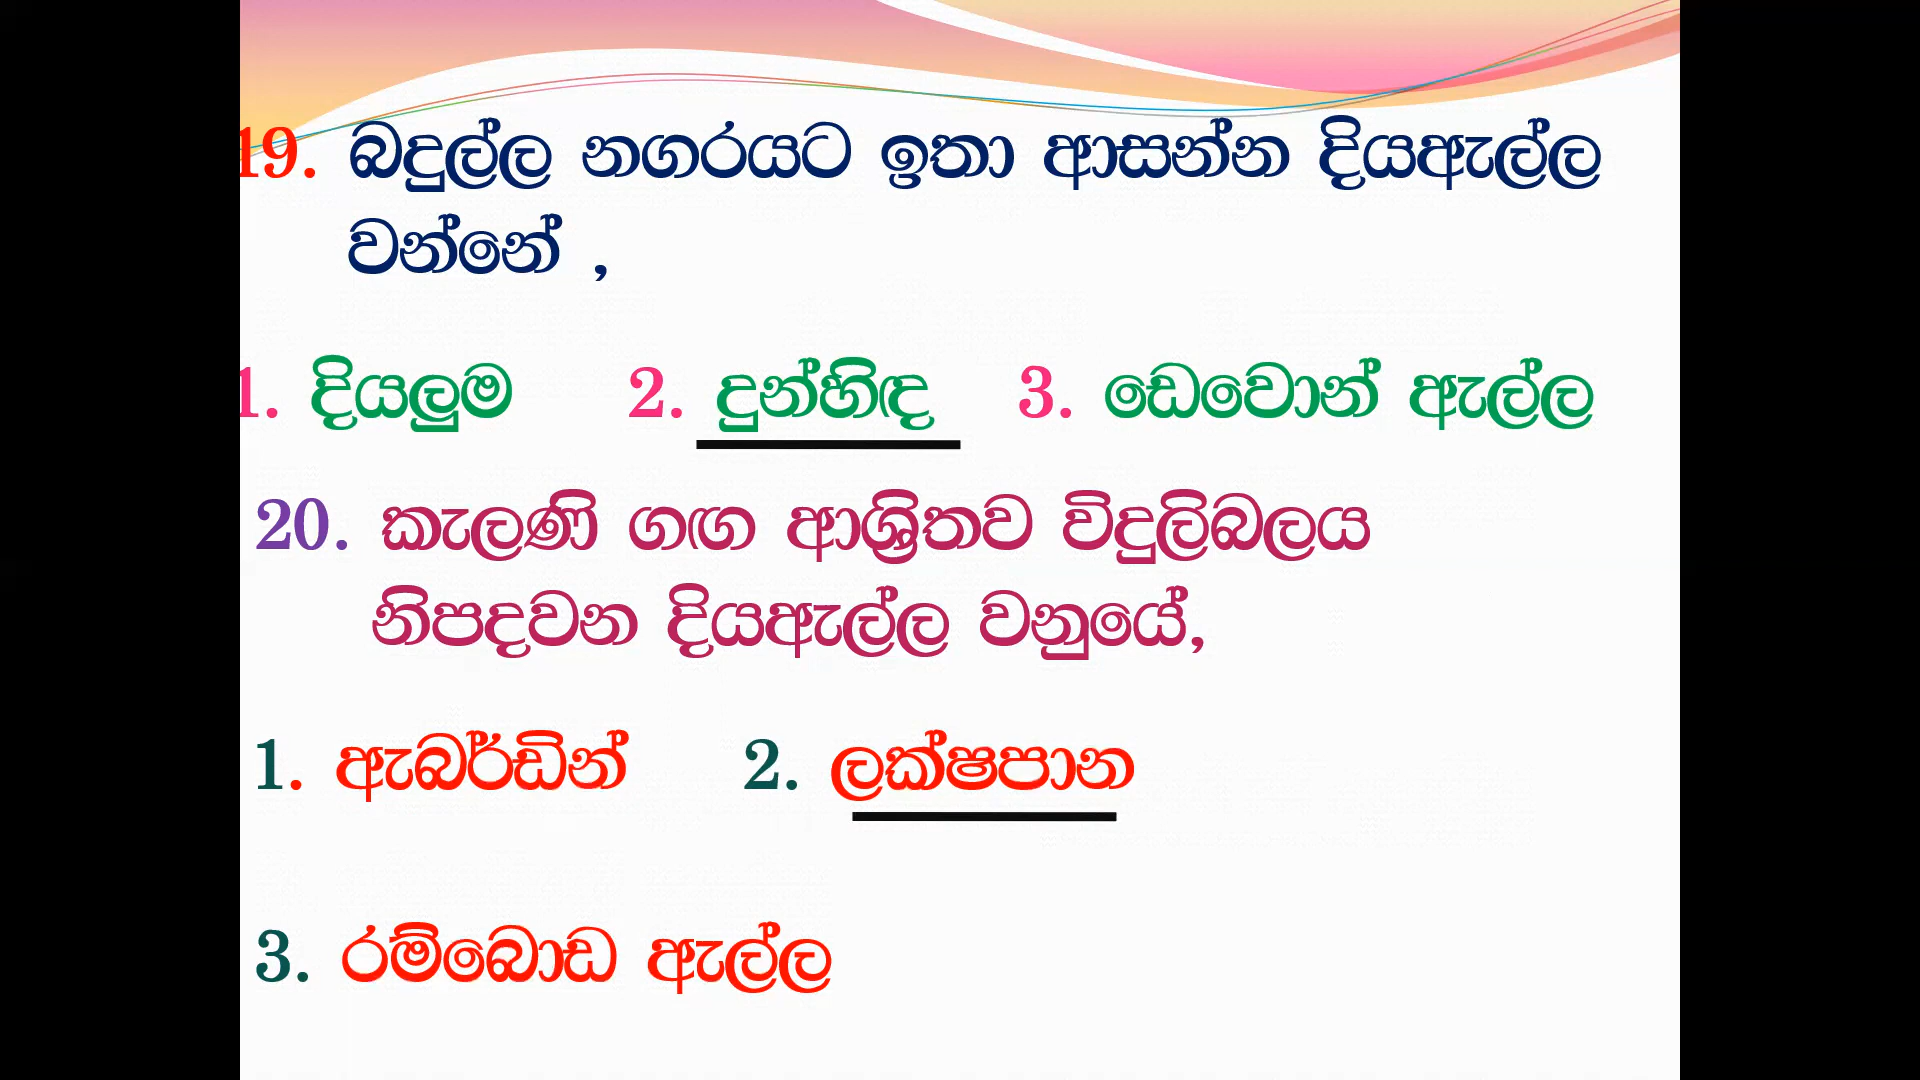 19. බදුල්ල නගරයට ඉතා ආසන්න දියඇල්ල
වන්නේ ,
1. දියලුම 2. දුන්හිඳ 3. ඩෙවොන් ඇල්ල
20. කැලණි ගඟ ආශ්‍රිතව විදුලිබලය
නිපදවන දියඇල්ල වනුයේ,
1. ඇබර්ඩින් 2. ලක්ෂපාන
3. රම්බොඩ ඇල්ල